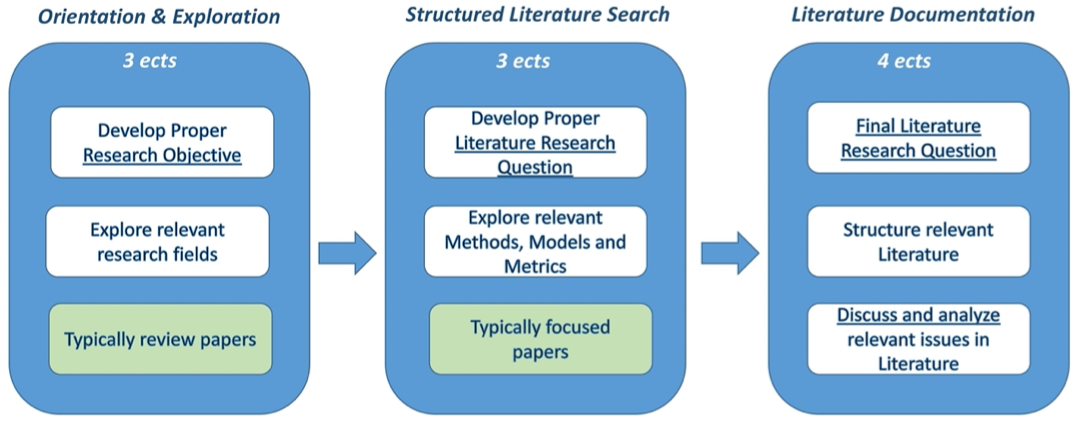 Orientation & Exploration
3 ects
Develop Proper
Research Objective
Explore relevant
research fields
Typically review papers
Structured Literature Search
3 ects
Develop Proper
Literature Research
Question
Explore relevant
Methods, Models and
Metrics
Typically focused
papers
Literature Documentation
4 ects
Final Literature
Research Question
Structure relevant
Literature
Discuss and analyze
relevant issues in
Literature